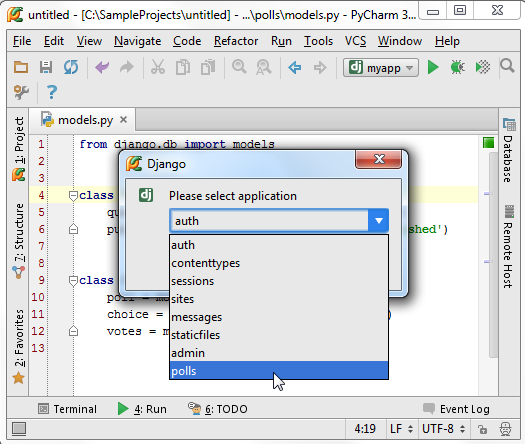 untitled - [C:\SampleProjects\untitled] - ...\polls\models.py - PyCharm 3...
File Edit View Navigate Code Refactor Run Tools VCS Window Help
dj myapp
models.py
1: Project
7: Structure
2: Favorites
Database
Remote Host
1 from django.db import models
2
3
4 class
5 qu
6 pu shed')
7
8
9 class
10 poll = mo
11 choice = )
12 votes = m
13
Django
dj Please select application
auth
auth
contenttypes
sessions
sites
messages
staticfiles
admin
polls
Terminal 4: Run 6: TODO Event Log
4:19 LF UTF-8